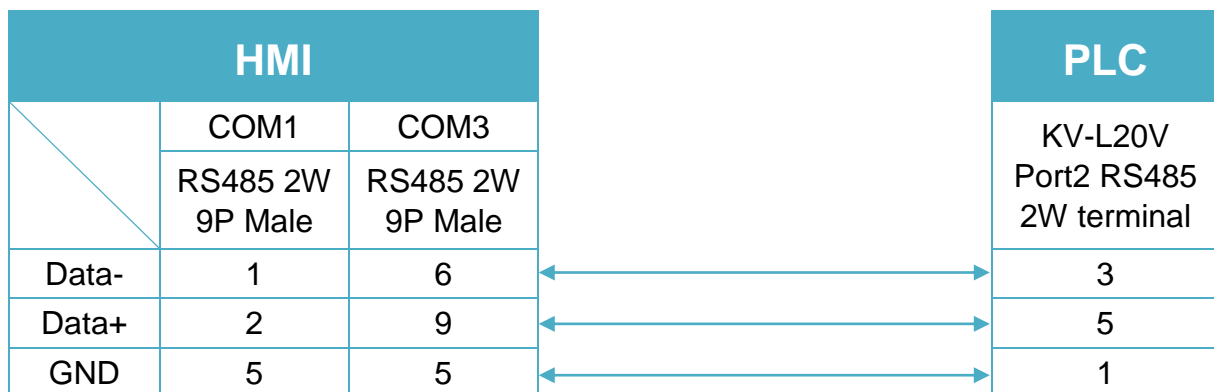 HMI PLC
COM1 COM3
RS485 2W RS485 2W
9P Male 9P Male
KV-L20V
Port2 RS485
2W terminal
Data- 1 6 3
Data+ 2 9 5
GND 5 5 1